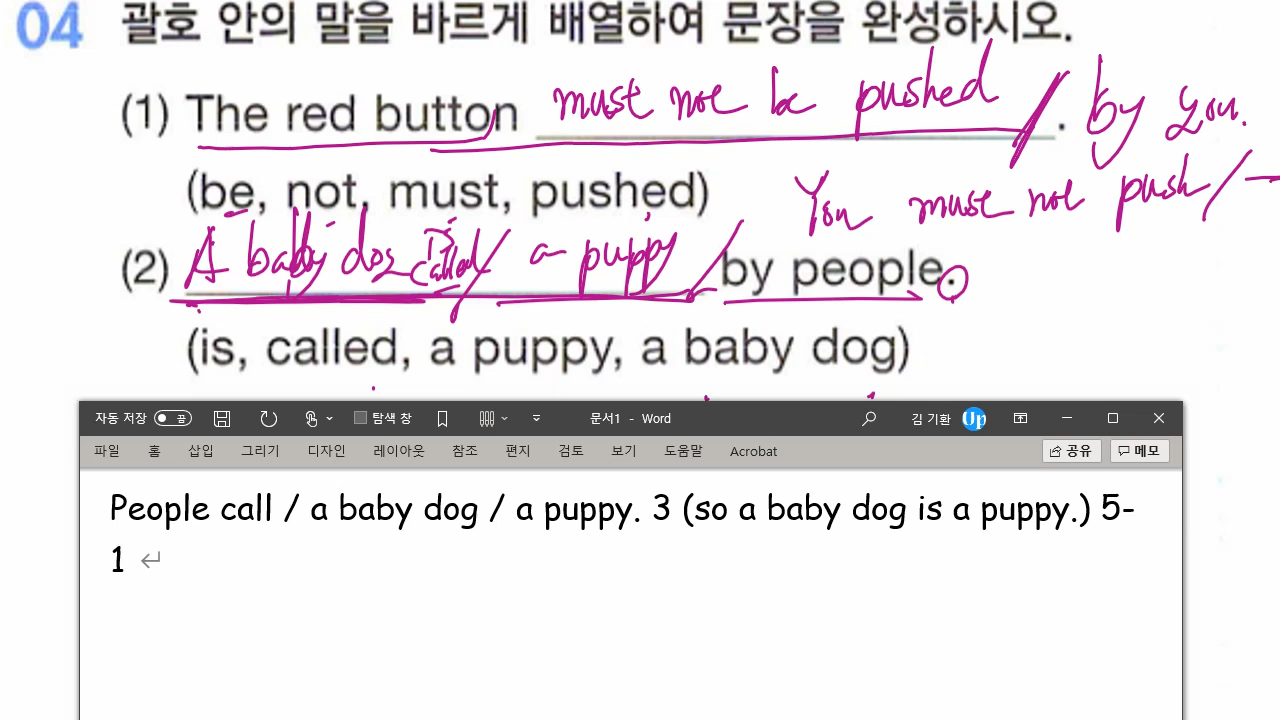 04 괄호 안의 말을 바르게 배열하여 문장을 완성하시오.
(1) The red button must not be pushed / . by you.
(be, not, must, pushed) You must not push /
(2) A baby dog is called / a puppy / by people.
(is, called, a puppy, a baby dog)
자동 저장 끔 탐색 창 문서1 - Word 김 기환 Up
파일 홈 삽입 그리기 디자인 레이아웃 참조 편지 검토 보기 도움말 Acrobat 공유 메모
People call / a baby dog / a puppy. 3 (so a baby dog is a puppy.) 5-
1